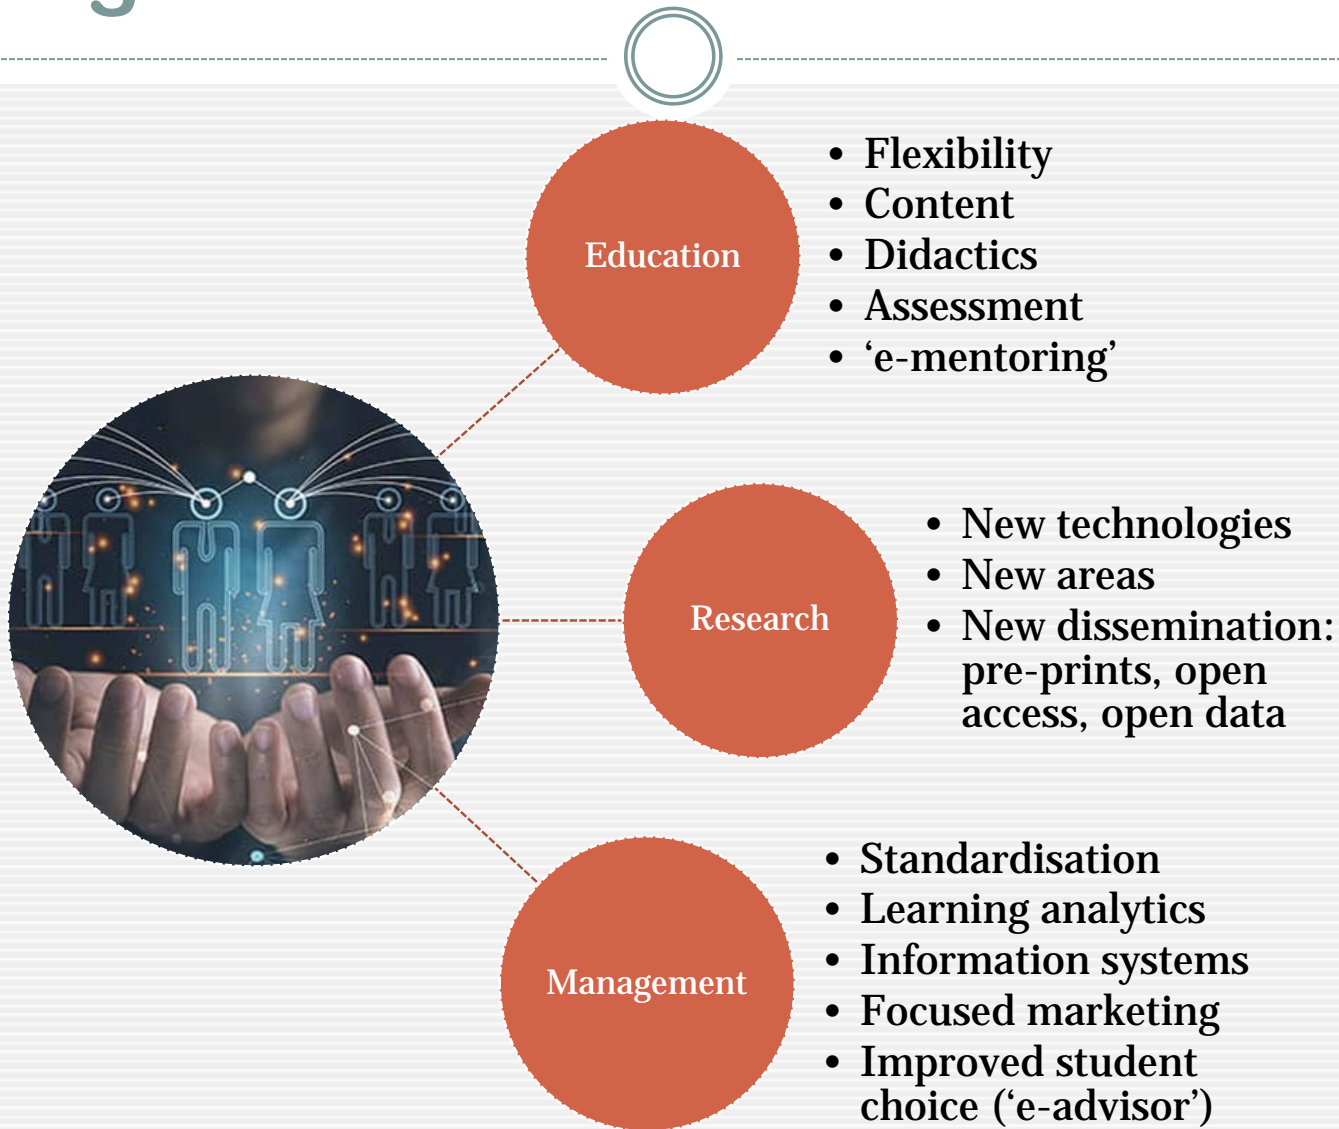 Education
• Flexibility
• Content
• Didactics
• Assessment
• ‘e-mentoring’
Research
• New technologies
• New areas
• New dissemination:
pre-prints, open
access, open data
Management
• Standardisation
• Learning analytics
• Information systems
• Focused marketing
• Improved student
choice (‘e-advisor’)